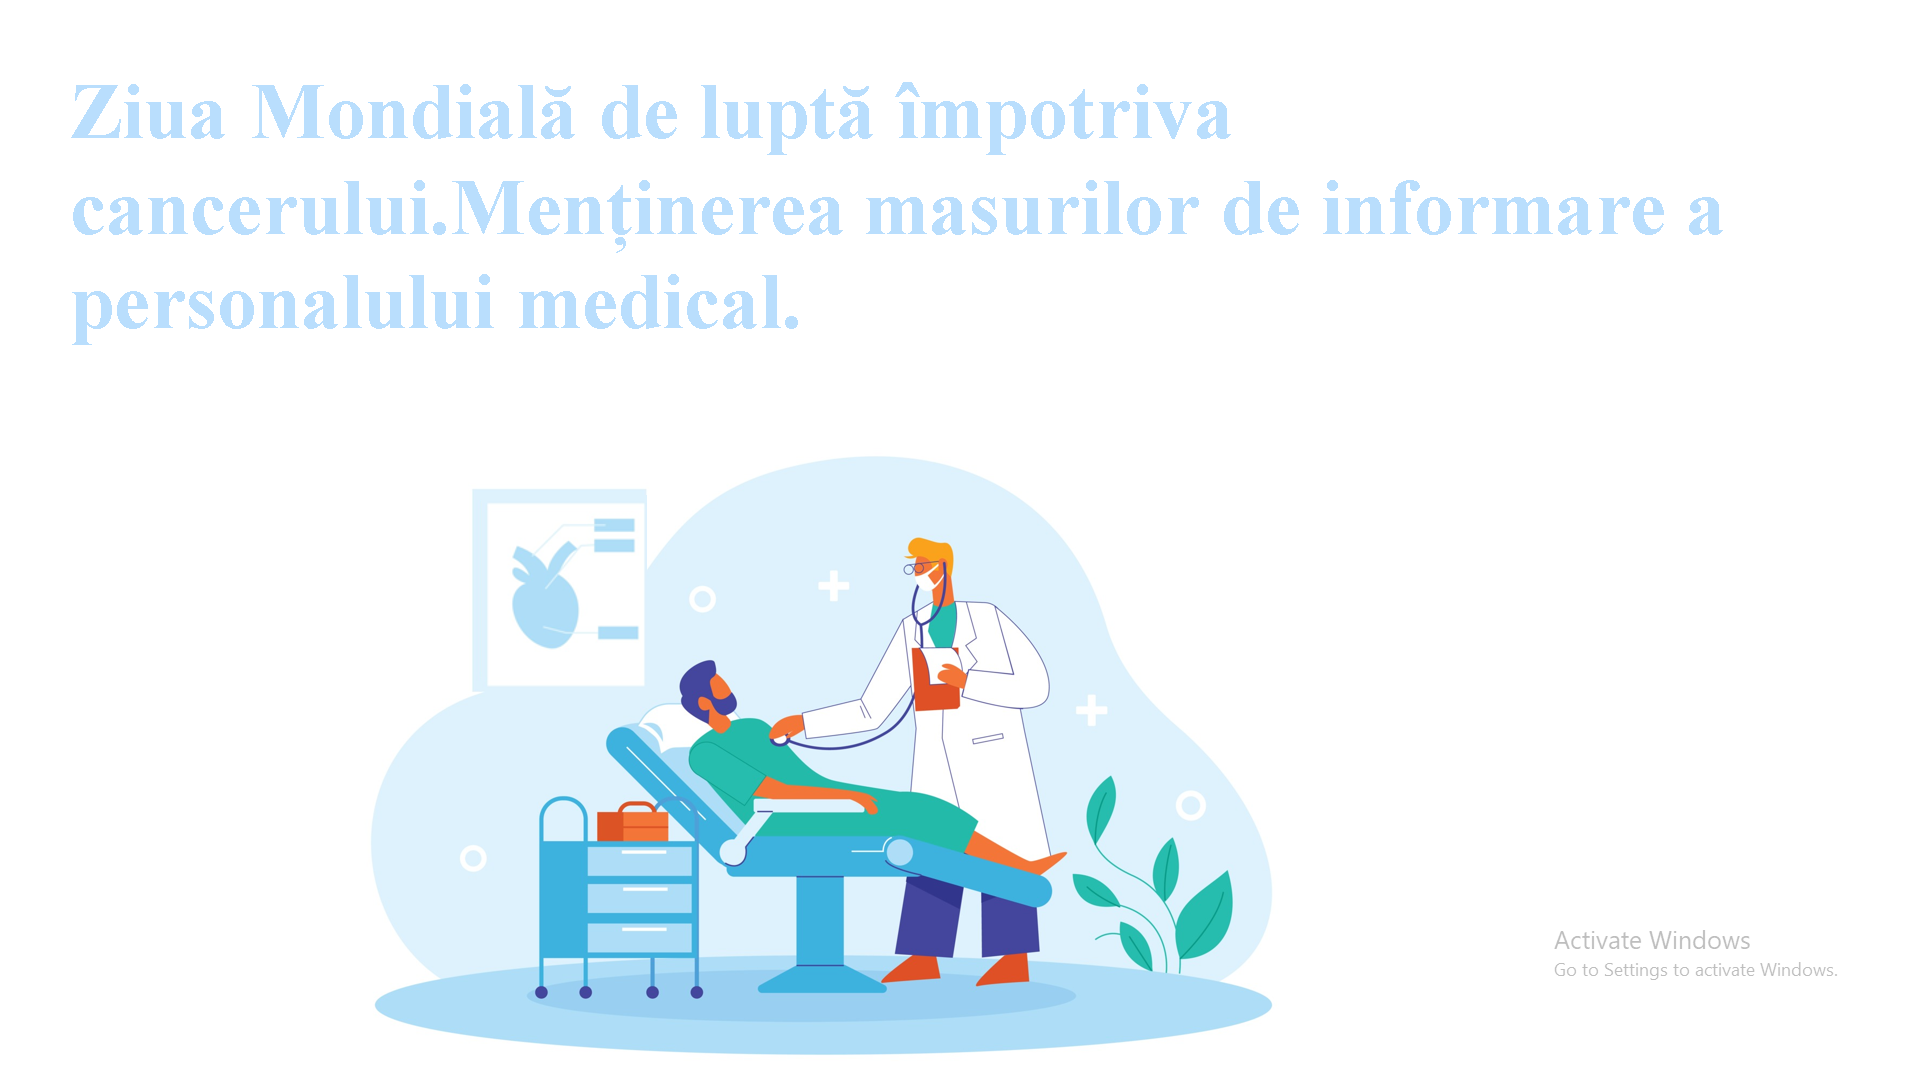 Ziua Mondială de luptă împotriva
cancerului.Menținerea masurilor de informare a
personalului medical.
Activate Windows
Go to Settings to activate Windows.